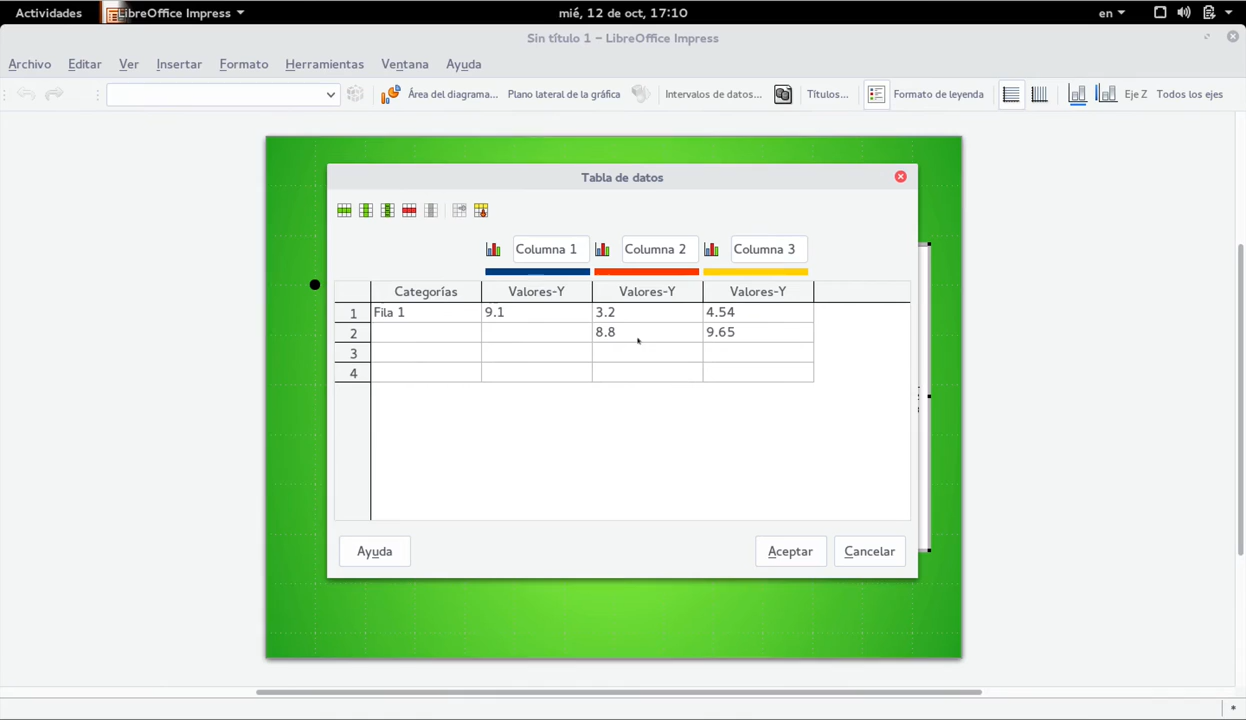 Actividades LibreOffice Impress mié, 12 de oct, 17:10 en
Sin título 1 – LibreOffice Impress
Archivo Editar Ver Insertar Formato Herramientas Ventana Ayuda
Área del diagrama... Plano lateral de la gráfica Intervalos de datos... Títulos... Formato de leyenda Eje Z Todos los ejes
Tabla de datos
Columna 1 Columna 2 Columna 3
Categorías Valores-Y Valores-Y Valores-Y
1 Fila 1 9.1 3.2 4.54
2 8.8 9.65
3
4
Ayuda Aceptar Cancelar